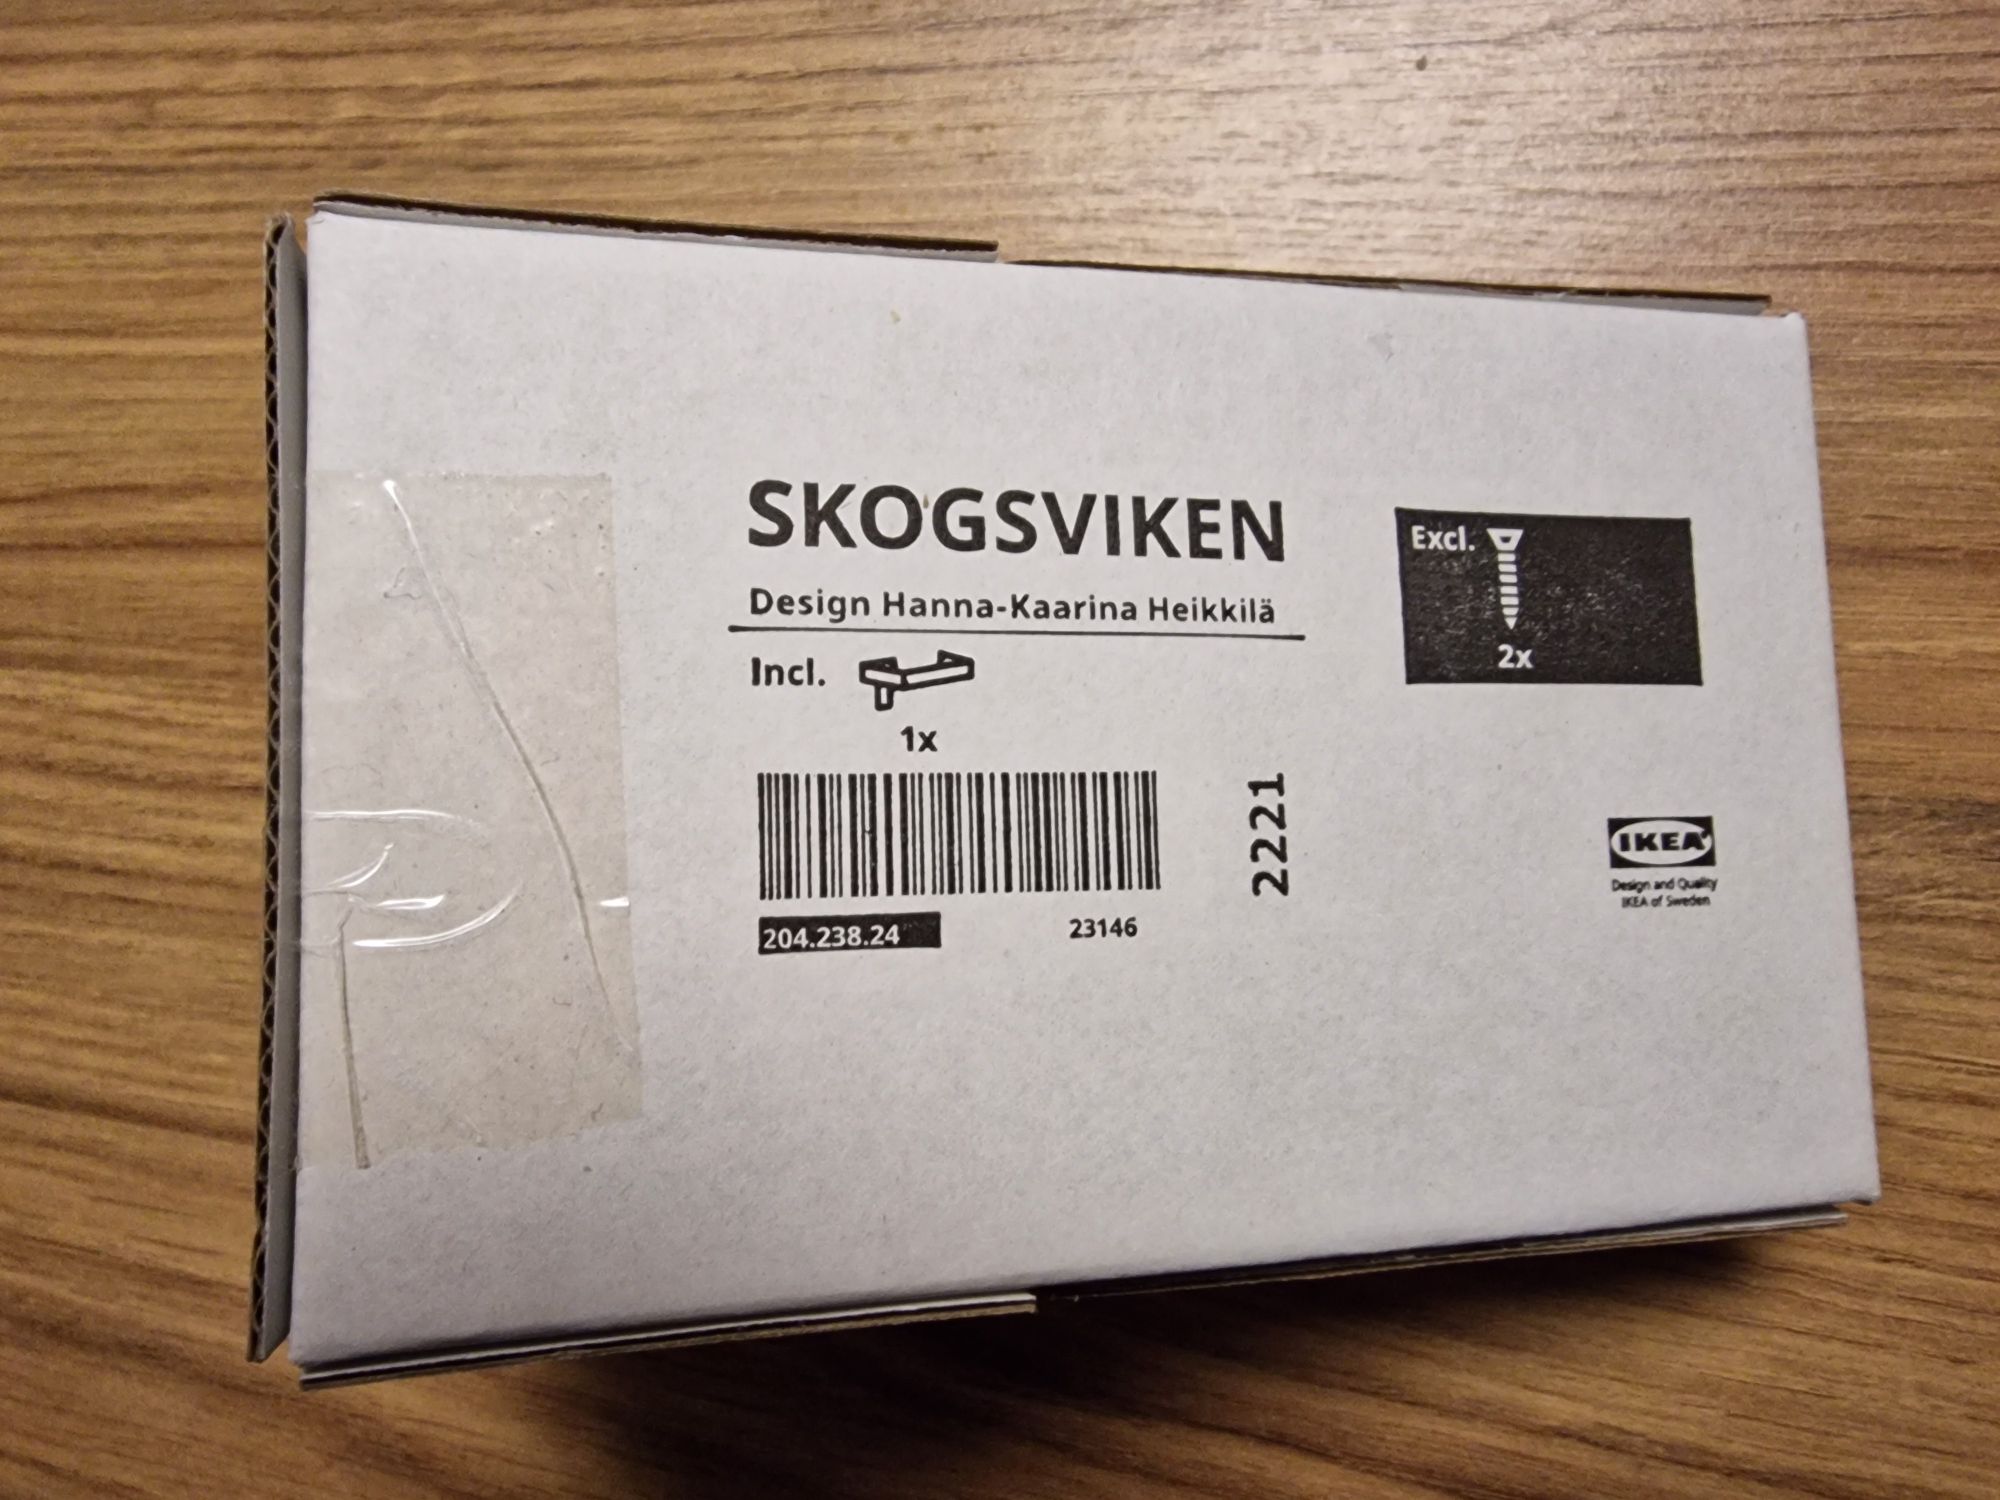 SKOGSVIKEN
Design Hanna-Kaarina Heikkilä
Incl.
1x
204.238.24
23146
2221
Excl.
2x
IKEA
Design and Quality
IKEA of Sweden